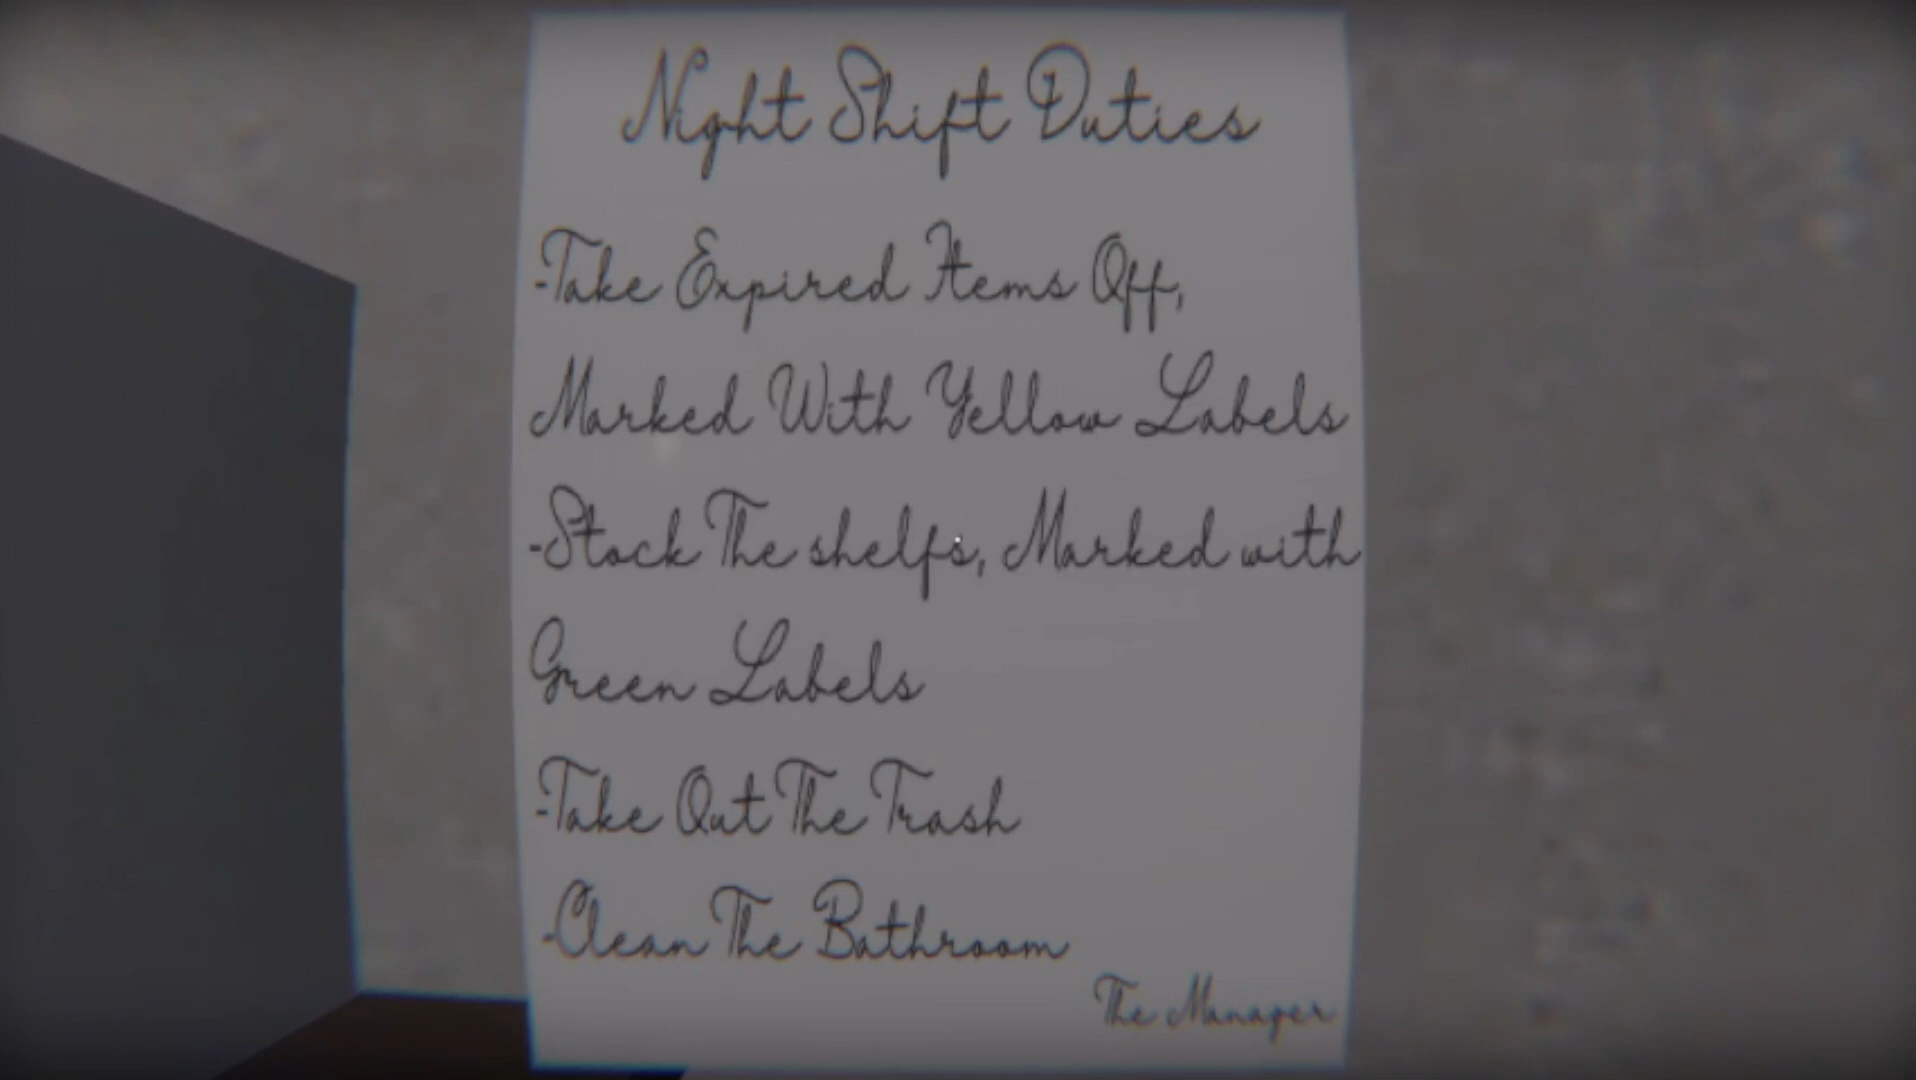 Night Shift Duties
-Take Expired Items Off,
Marked With Yellow Labels
-Stock The shelfs, Marked with
Green Labels
-Take Out The Trash
-Clean The Bathroom
The Manager